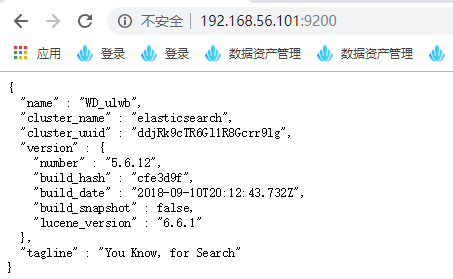 不安全 192.168.56.101:9200
应用 登录 登录 数据资产管理 数据资产管理
{
"name" : "WD_ulwb",
"cluster_name" : "elasticsearch",
"cluster_uuid" : "ddjRk9cTR6Gl1R8Gcrr9lg",
"version" : {
"number" : "5.6.12",
"build_hash" : "cfe3d9f",
"build_date" : "2018-09-10T20:12:43.732Z",
"build_snapshot" : false,
"lucene_version" : "6.6.1"
},
"tagline" : "You Know, for Search"
}